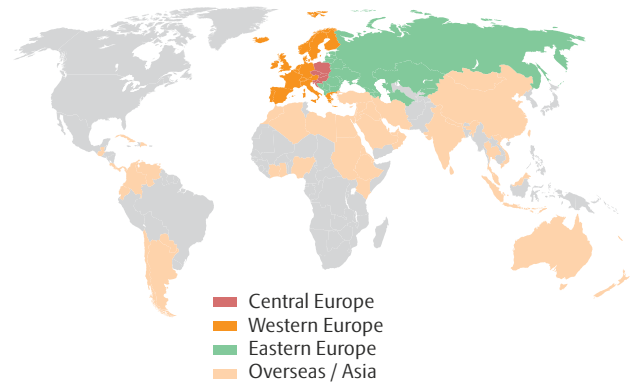 Central Europe
Western Europe
Eastern Europe
Overseas / Asia